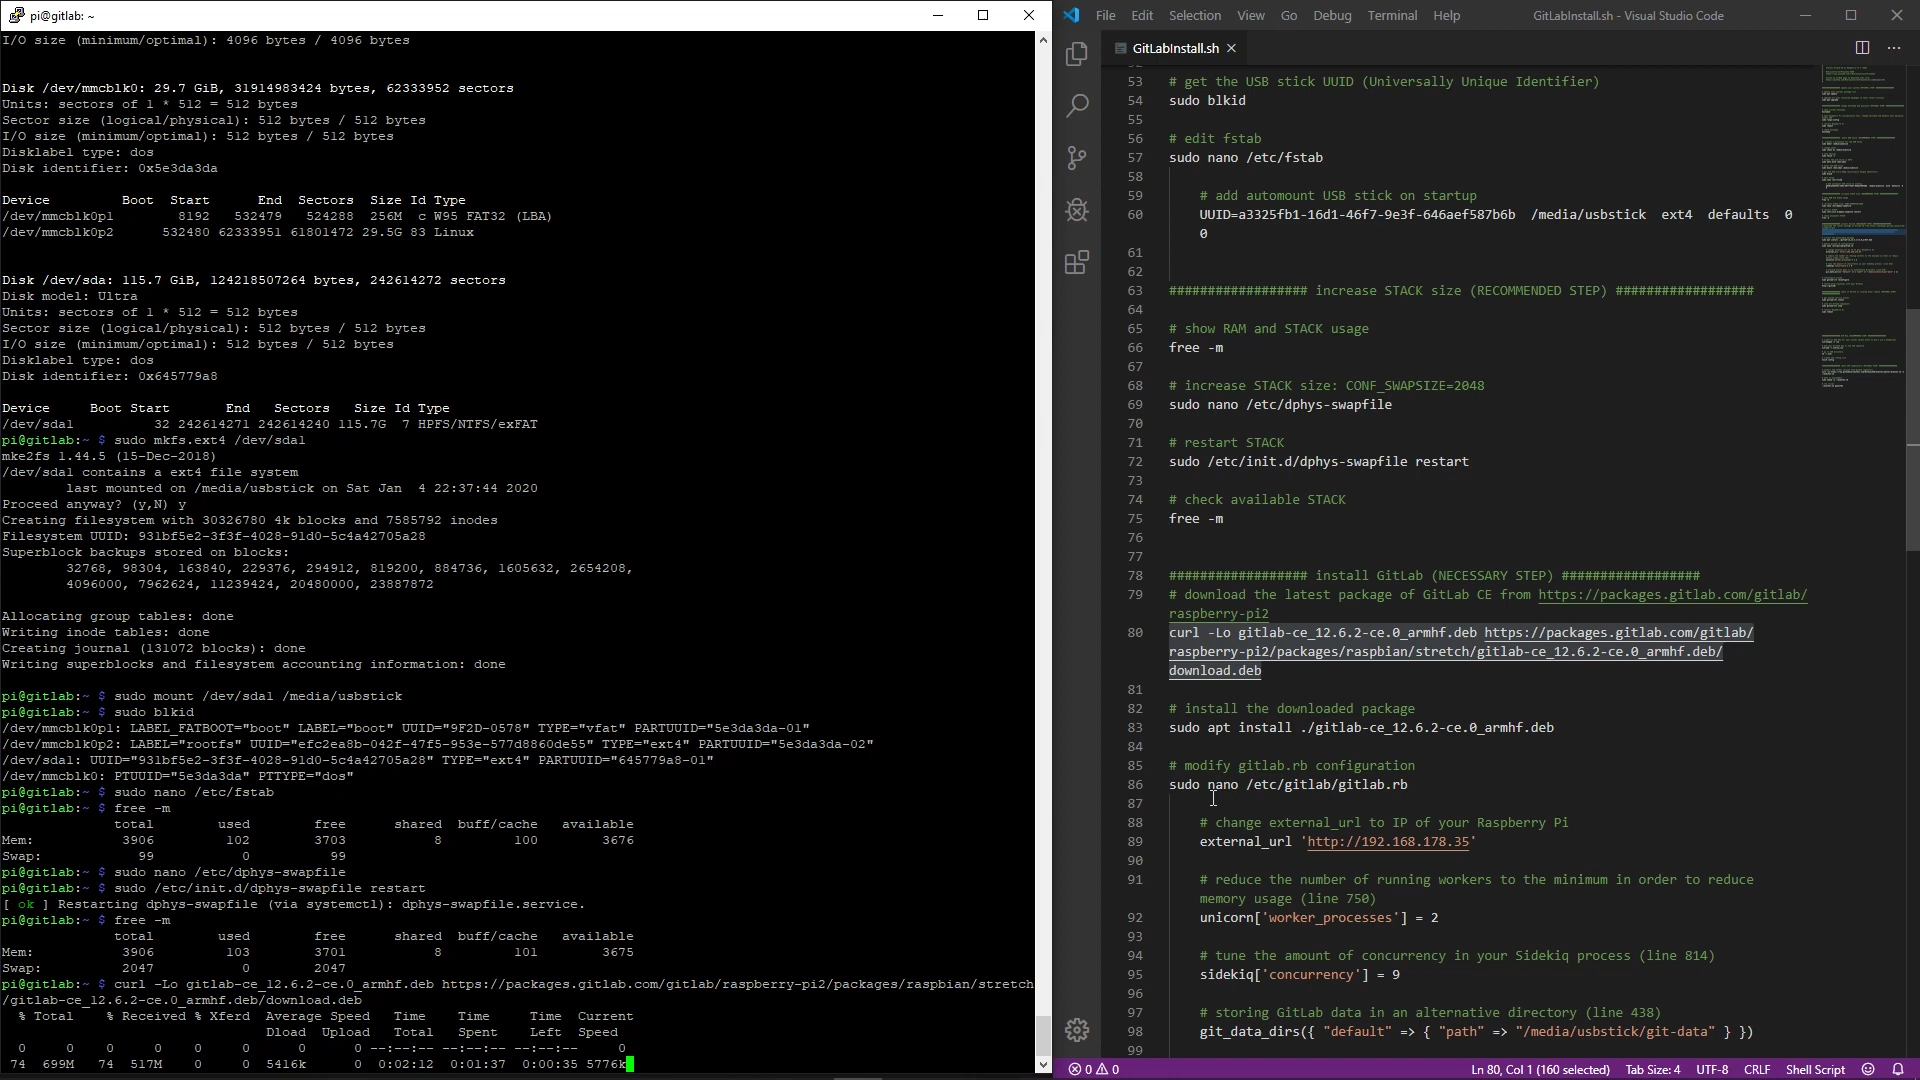 pi@gitlab: ~
I/O size (minimum/optimal): 4096 bytes / 4096 bytes
Disk /dev/mmcblk0: 29.7 GiB, 31914983424 bytes, 62333952 sectors
Units: sectors of 1 * 512 = 512 bytes
Sector size (logical/physical): 512 bytes / 512 bytes
I/O size (minimum/optimal): 512 bytes / 512 bytes
Disklabel type: dos
Disk identifier: 0x5e3da3da
Device Boot Start End Sectors Size Id Type
/dev/mmcblk0p1 8192 532479 524288 256M c W95 FAT32 (LBA)
/dev/mmcblk0p2 532480 62333951 61801472 29.5G 83 Linux
Disk /dev/sda: 115.7 GiB, 124218507264 bytes, 242614272 sectors
Disk model: Ultra
Units: sectors of 1 * 512 = 512 bytes
Sector size (logical/physical): 512 bytes / 512 bytes
I/O size (minimum/optimal): 512 bytes / 512 bytes
Disklabel type: dos
Disk identifier: 0x645779a8
Device Boot Start End Sectors Size Id Type
/dev/sda1 32 242614271 242614240 115.7G 7 HPFS/NTFS/exFAT
pi@gitlab:~ $ sudo mkfs.ext4 /dev/sda1
mke2fs 1.44.5 (15-Dec-2018)
/dev/sda1 contains a ext4 file system
last mounted on /media/usbstick on Sat Jan 4 22:37:44 2020
Proceed anyway? (y,N) y
Creating filesystem with 30326780 4k blocks and 7585792 inodes
Filesystem UUID: 931bf5e2-3f3f-4028-91d0-5c4a42705a28
Superblock backups stored on blocks:
32768, 98304, 163840, 229376, 294912, 819200, 884736, 1605632, 2654208,
4096000, 7962624, 11239424, 20480000, 23887872
Allocating group tables: done
Writing inode tables: done
Creating journal (131072 blocks): done
Writing superblocks and filesystem accounting information: done
pi@gitlab:~ $ sudo mount /dev/sda1 /media/usbstick
pi@gitlab:~ $ sudo blkid
/dev/mmcblk0p1: LABEL_FATBOOT="boot" LABEL="boot" UUID="9F2D-0578" TYPE="vfat" PARTUUID="5e3da3da-01"
/dev/mmcblk0p2: LABEL="rootfs" UUID="efc2ea8b-042f-47f5-953e-577d8860de55" TYPE="ext4" PARTUUID="5e3da3da-02"
/dev/sda1: UUID="931bf5e2-3f3f-4028-91d0-5c4a42705a28" TYPE="ext4" PARTUUID="645779a8-01"
/dev/mmcblk0: PTUUID="5e3da3da" PTTYPE="dos"
pi@gitlab:~ $ sudo nano /etc/fstab
pi@gitlab:~ $ free -m
total used free shared buff/cache available
Mem: 3906 102 3703 8 100 3676
Swap: 99 0 99
pi@gitlab:~ $ sudo nano /etc/dphys-swapfile
pi@gitlab:~ $ sudo /etc/init.d/dphys-swapfile restart
[ ok ] Restarting dphys-swapfile (via systemctl): dphys-swapfile.service.
pi@gitlab:~ $ free -m
total used free shared buff/cache available
Mem: 3906 103 3701 8 101 3675
Swap: 2047 0 2047
pi@gitlab:~ $ curl -Lo gitlab-ce_12.6.2-ce.0_armhf.deb https://packages.gitlab.com/gitlab/raspberry-pi2/packages/raspbian/stretch
/gitlab-ce_12.6.2-ce.0_armhf.deb/download.deb
% Total % Received % Xferd Average Speed Time Time Time Current
Dload Upload Total Spent Left Speed
0 0 0 0 0 0 0 0 --:--:-- --:--:-- --:--:-- 0
74 699M 74 517M 0 0 5416k 0 0:02:12 0:01:37 0:00:35 5776k
File Edit Selection View Go Debug Terminal Help GitLabInstall.sh - Visual Studio Code
GitLabInstall.sh
53 # get the USB stick UUID (Universally Unique Identifier)
54 sudo blkid
55
56 # edit fstab
57 sudo nano /etc/fstab
58
59 # add automount USB stick on startup
60 UUID=a3325fb1-16d1-46f7-9e3f-646aef587b6b /media/usbstick ext4 defaults 0
0
61
62
63 ################## increase STACK size (RECOMMENDED STEP) ##################
64
65 # show RAM and STACK usage
66 free -m
67
68 # increase STACK size: CONF_SWAPSIZE=2048
69 sudo nano /etc/dphys-swapfile
70
71 # restart STACK
72 sudo /etc/init.d/dphys-swapfile restart
73
74 # check available STACK
75 free -m
76
77
78 ################## install GitLab (NECESSARY STEP) ##################
79 # download the latest package of GitLab CE from https://packages.gitlab.com/gitlab/
raspberry-pi2
80 curl -Lo gitlab-ce_12.6.2-ce.0_armhf.deb https://packages.gitlab.com/gitlab/
raspberry-pi2/packages/raspbian/stretch/gitlab-ce_12.6.2-ce.0_armhf.deb/
download.deb
81
82 # install the downloaded package
83 sudo apt install ./gitlab-ce_12.6.2-ce.0_armhf.deb
84
85 # modify gitlab.rb configuration
86 sudo nano /etc/gitlab/gitlab.rb
87
88 # change external_url to IP of your Raspberry Pi
89 external_url 'http://192.168.178.35'
90
91 # reduce the number of running workers to the minimum in order to reduce
memory usage (line 750)
92 unicorn['worker_processes'] = 2
93
94 # tune the amount of concurrency in your Sidekiq process (line 814)
95 sidekiq['concurrency'] = 9
96
97 # storing GitLab data in an alternative directory (line 438)
98 git_data_dirs({ "default" => { "path" => "/media/usbstick/git-data" } })
99
0 0 Ln 80, Col 1 (160 selected) Tab Size: 4 UTF-8 CRLF Shell Script